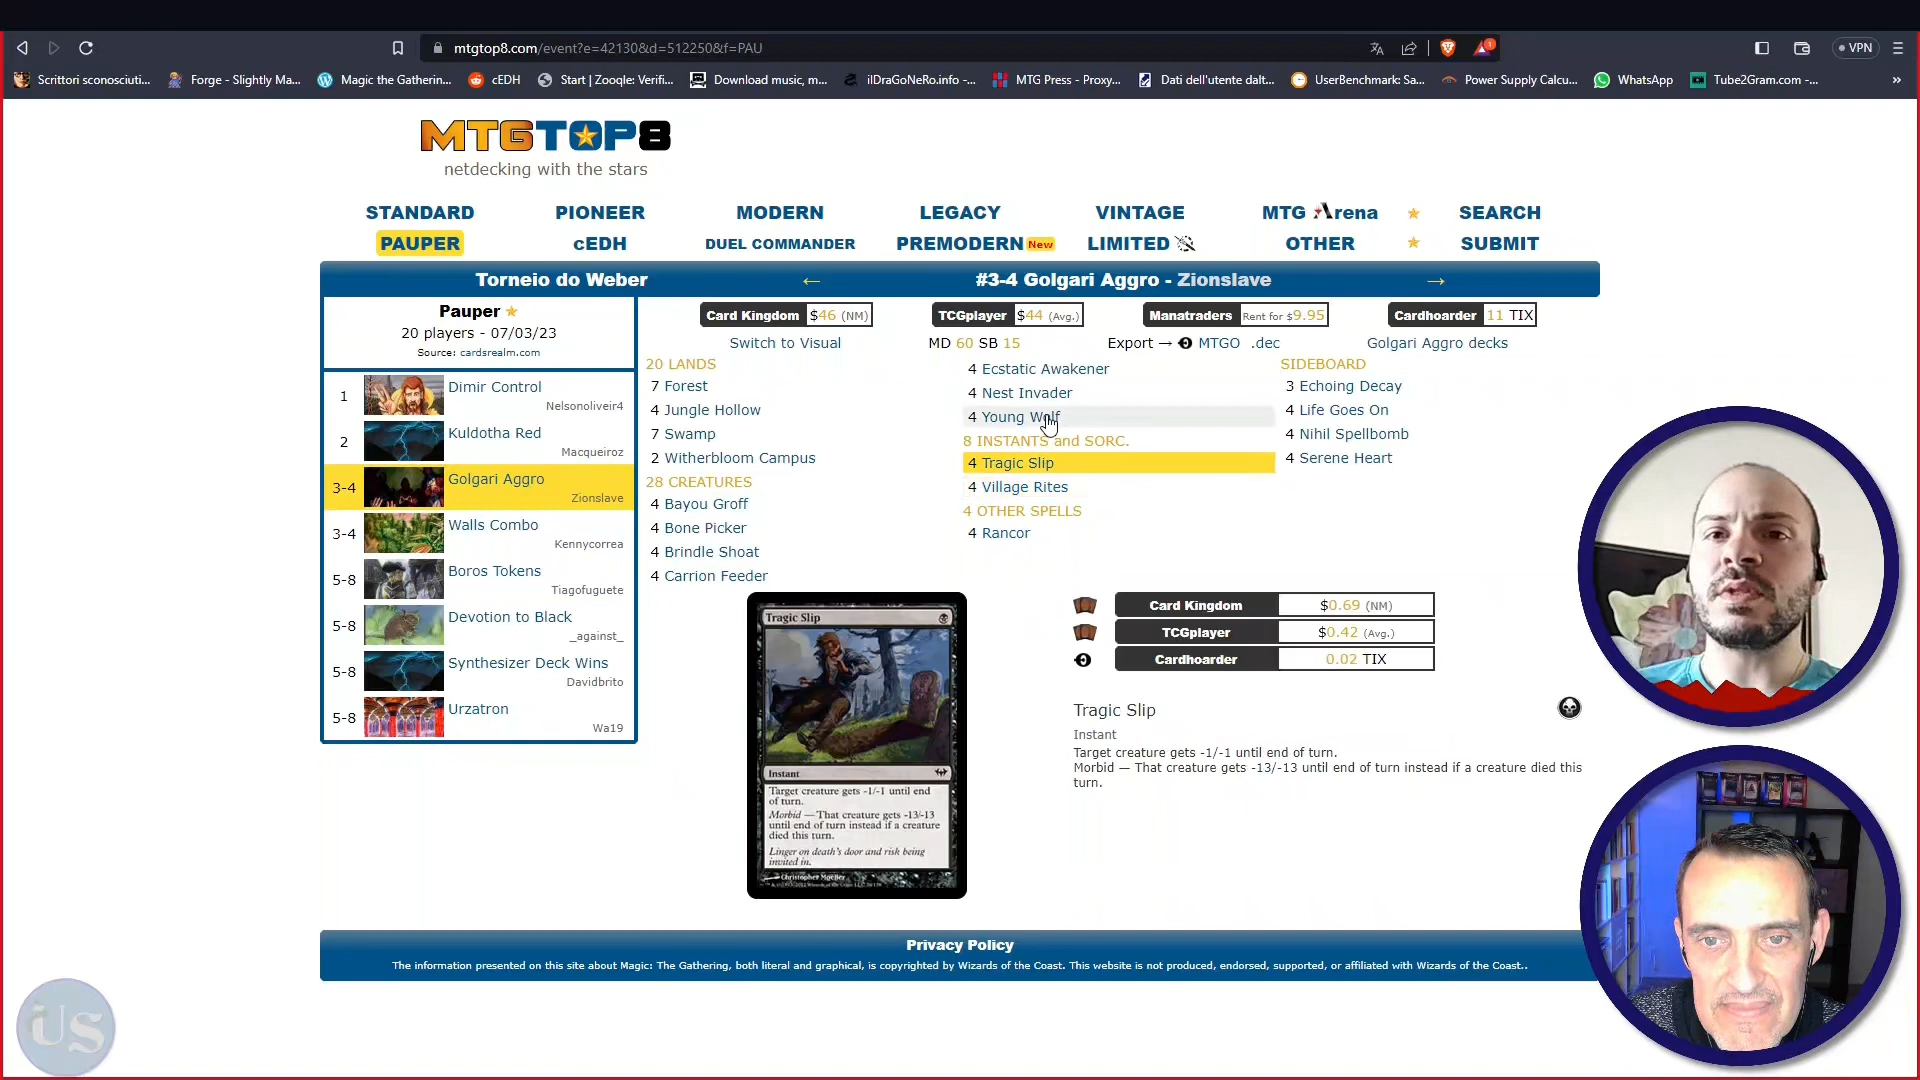 mtgtop8.com/event?e=42130&d=512250&f=PAU
1
VPN
Scrittori sconosciuti...
Forge - Slightly Ma...
Magic the Gatherin...
cEDH
Start | Zooqle: Verifi...
Download music, m...
ilDraGoNeRo.info -...
MTG Press - Proxy...
Dati dell'utente dalt...
UserBenchmark: Sa...
Power Supply Calcu...
WhatsApp
Tube2Gram.com -...
»
MTGTOP8
netdecking with the stars
STANDARD PIONEER MODERN LEGACY VINTAGE MTG Arena SEARCH
PAUPER cEDH DUEL COMMANDER PREMODERN New LIMITED OTHER SUBMIT
Torneio do Weber
← #3-4 Golgari Aggro - Zionslave →
Pauper
20 players - 07/03/23
Source: cardsrealm.com
1 Dimir Control
Nelsonoliveir4
2 Kuldotha Red
Macqueiroz
3-4 Golgari Aggro
Zionslave
3-4 Walls Combo
Kennycorrea
5-8 Boros Tokens
Tiagofuguete
5-8 Devotion to Black
_against_
5-8 Synthesizer Deck Wins
Davidbrito
5-8 Urzatron
Wa19
Card Kingdom $46 (NM)
TCGplayer $44 (Avg.)
Manatraders Rent for $9.95
Cardhoarder 11 TIX
Switch to Visual
MD 60 SB 15
Export → MTGO .dec
Golgari Aggro decks
20 LANDS
7 Forest
4 Jungle Hollow
7 Swamp
2 Witherbloom Campus
28 CREATURES
4 Bayou Groff
4 Bone Picker
4 Brindle Shoat
4 Carrion Feeder
4 Ecstatic Awakener
4 Nest Invader
4 Young Wolf
8 INSTANTS and SORC.
4 Tragic Slip
4 Village Rites
4 OTHER SPELLS
4 Rancor
SIDEBOARD
3 Echoing Decay
4 Life Goes On
4 Nihil Spellbomb
4 Serene Heart
Tragic Slip
Instant
Target creature gets -1/-1 until end
of turn.
Morbid — That creature gets -13/-13
until end of turn instead if a creature
died this turn.
Linger on death's door and risk being
invited in.
Christopher Moeller
Card Kingdom $0.69 (NM)
TCGplayer $0.42 (Avg.)
Cardhoarder 0.02 TIX
Tragic Slip
Instant
Target creature gets -1/-1 until end of turn.
Morbid — That creature gets -13/-13 until end of turn instead if a creature died this
turn.
Privacy Policy
The information presented on this site about Magic: The Gathering, both literal and graphical, is copyrighted by Wizards of the Coast. This website is not produced, endorsed, supported, or affiliated with Wizards of the Coast..
US